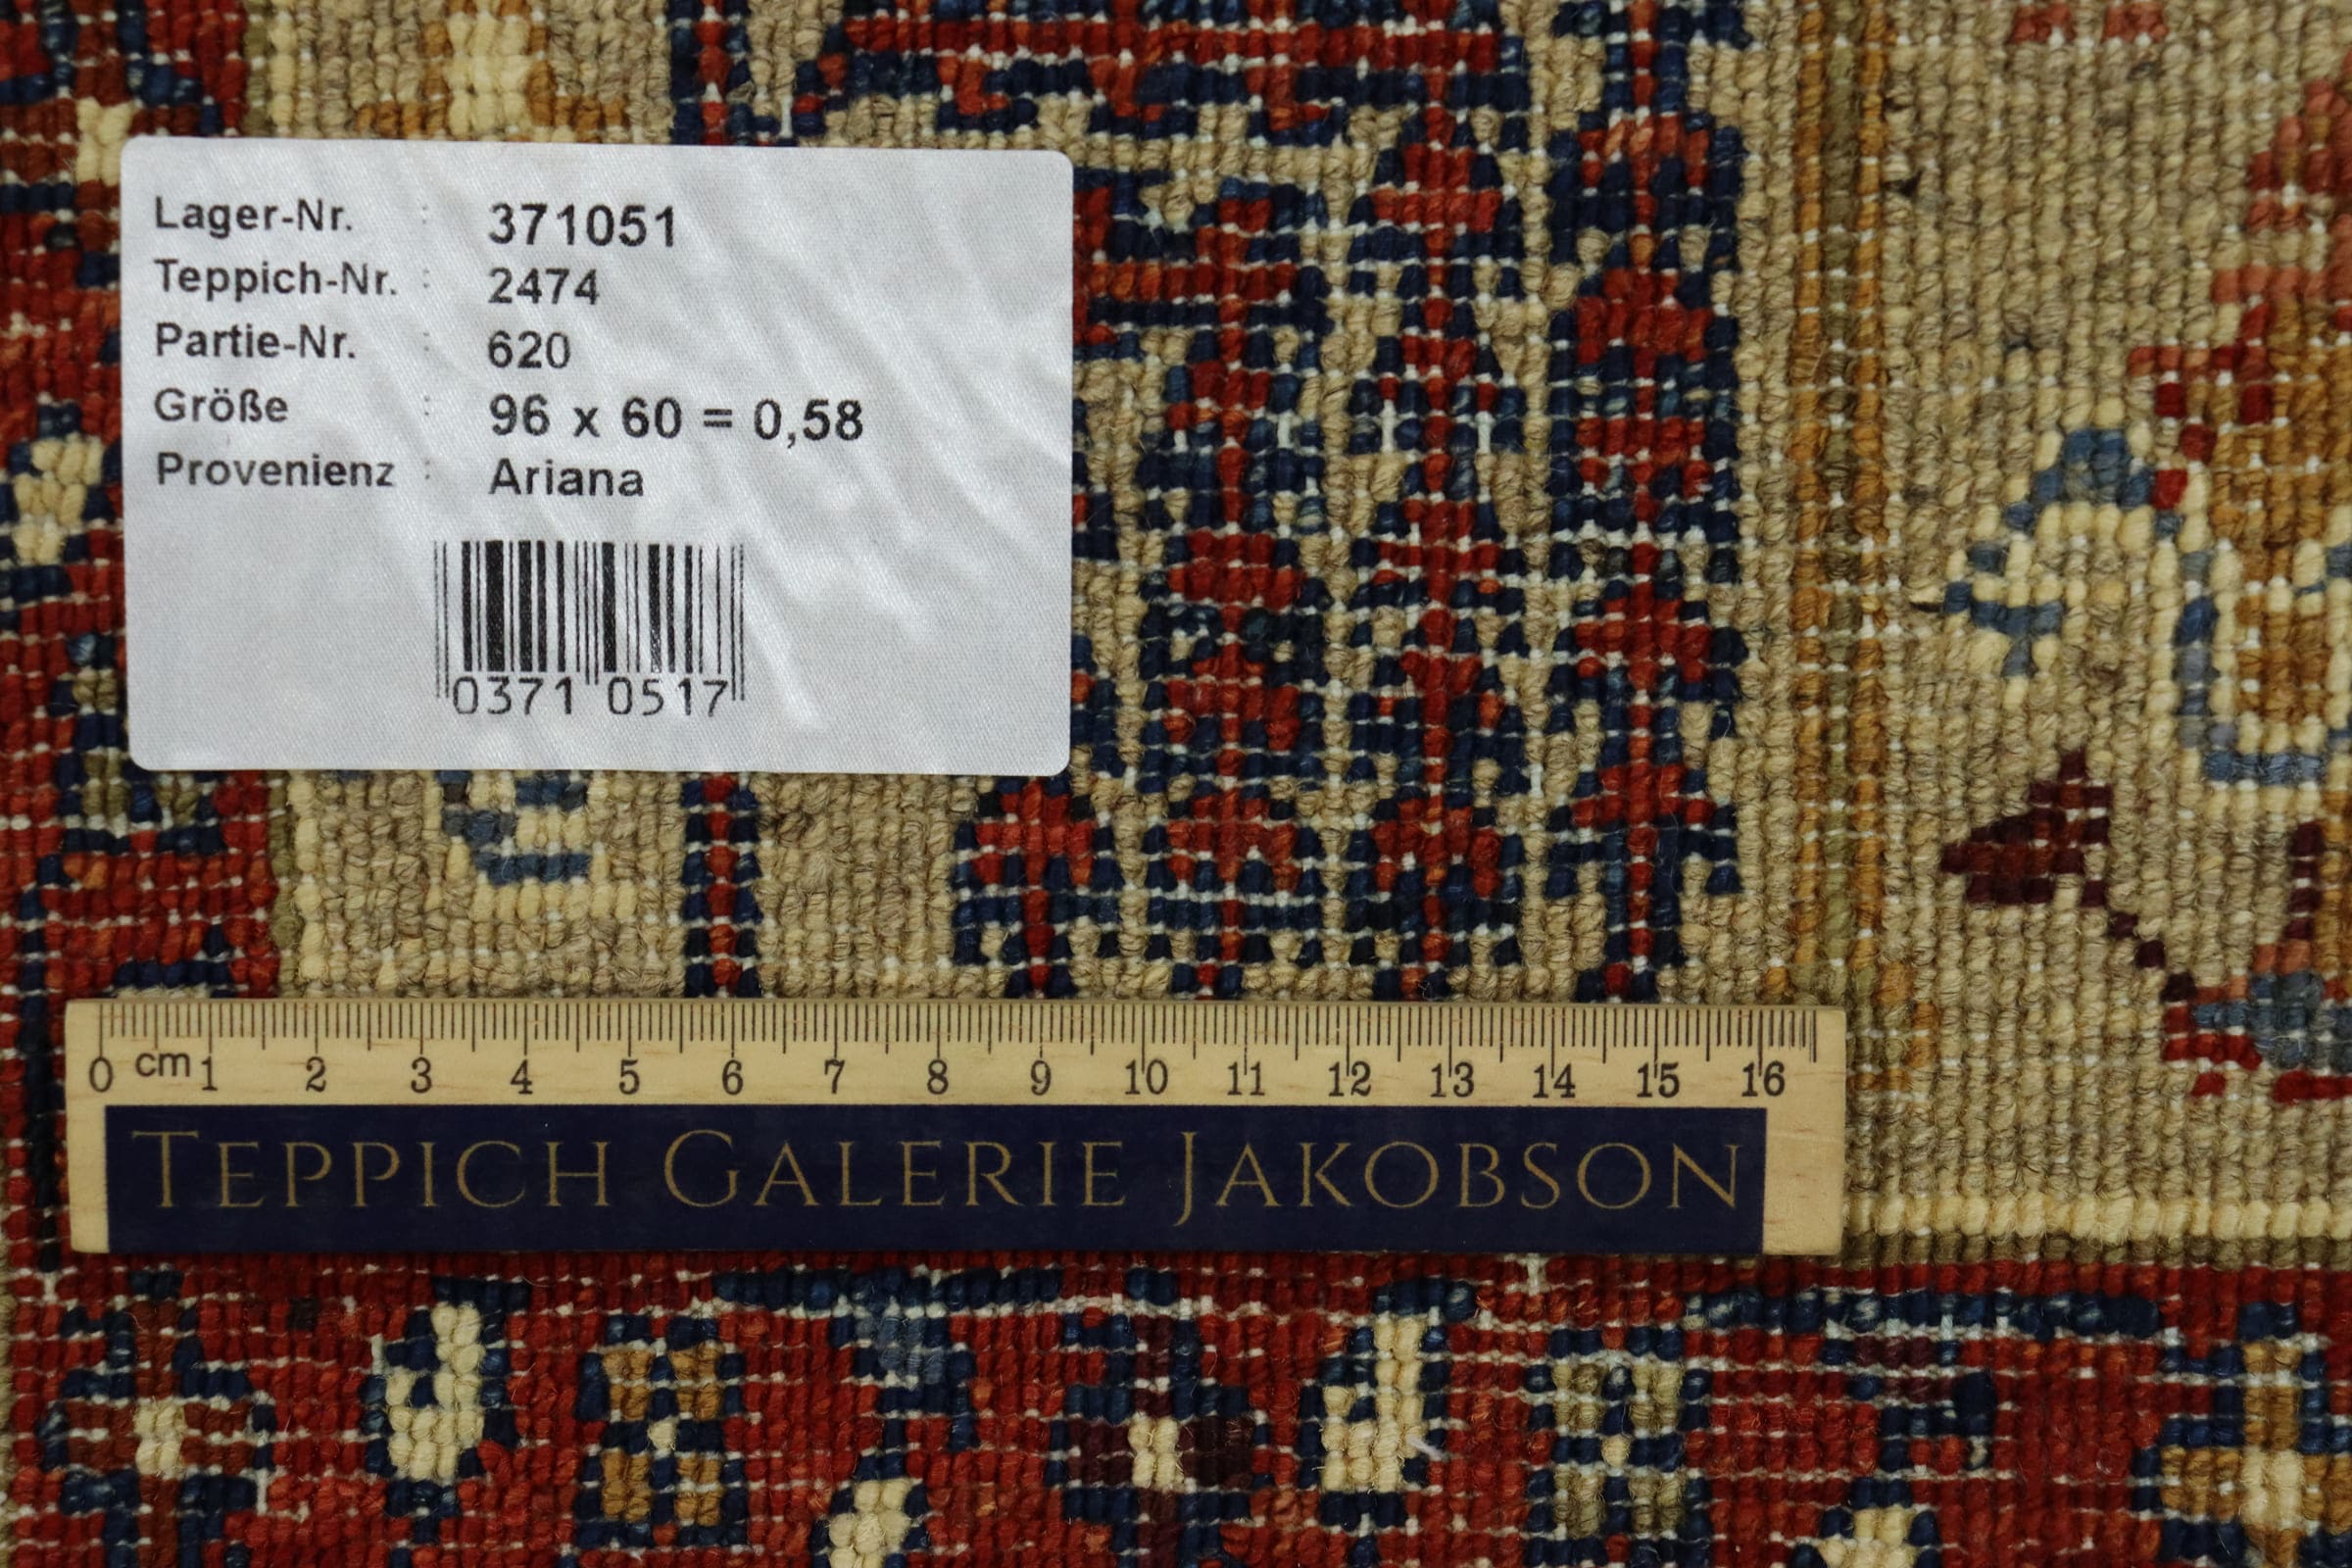 Lager-Nr. : 371051
Teppich-Nr. : 2474
Partie-Nr. : 620
Größe : 96 x 60 = 0,58
Provenienz : Ariana
0371 0517
0 cm 1 2 3 4 5 6 7 8 9 10 11 12 13 14 15 16
TEPPICH GALERIE JAKOBSON